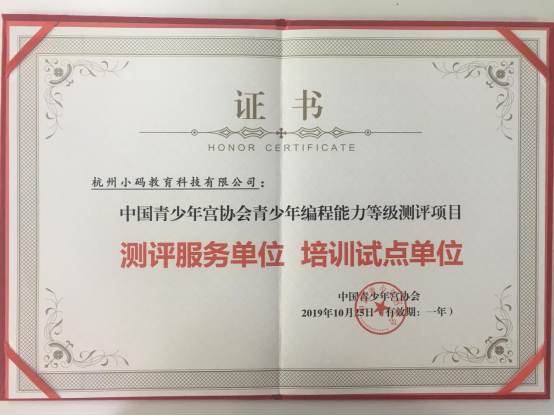 证书
HONOR CERTIFICATE
杭州小码教育科技有限公司：
中国青少年宫协会青少年编程能力等级测评项目
测评服务单位 培训试点单位
中国青少年宫协会
2019年10月25日（有效期：一年）